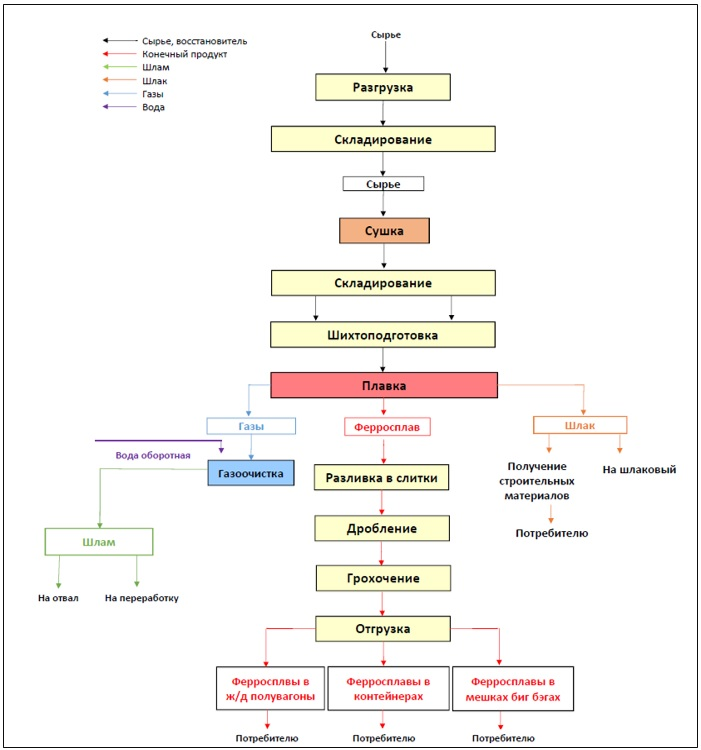 Сырье, восстановитель
Конечный продукт
Шлам
Шлак
Газы
Вода
Сырье
Разгрузка
Складирование
Сырье
Сушка
Складирование
Шихтоподготовка
Плавка
Газы
Ферросплав
Шлак
Вода оборотная
Газоочистка
Разливка в слитки
Получение
строительных
материалов
На шлаковый
Потребителю
Дробление
Шлам
Грохочение
На отвал
На переработку
Отгрузка
Ферросплвы в
ж/д полувагоны
Ферросплавы в
контейнерах
Ферросплавы в
мешках биг бэгах
Потребителю
Потребителю
Потребителю